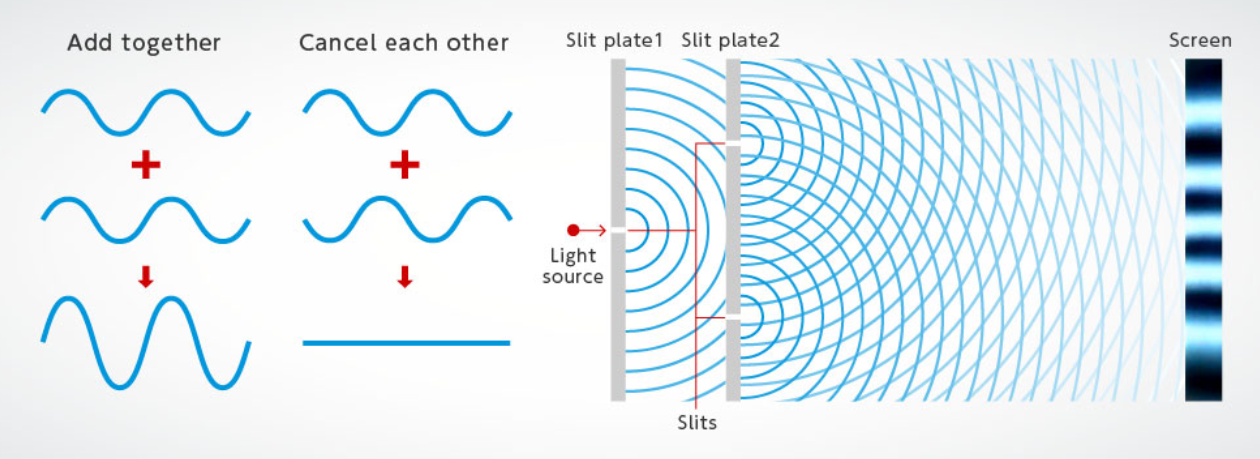 Add together
Cancel each other
Slit plate1
Slit plate2
Screen
Light
source
Slits